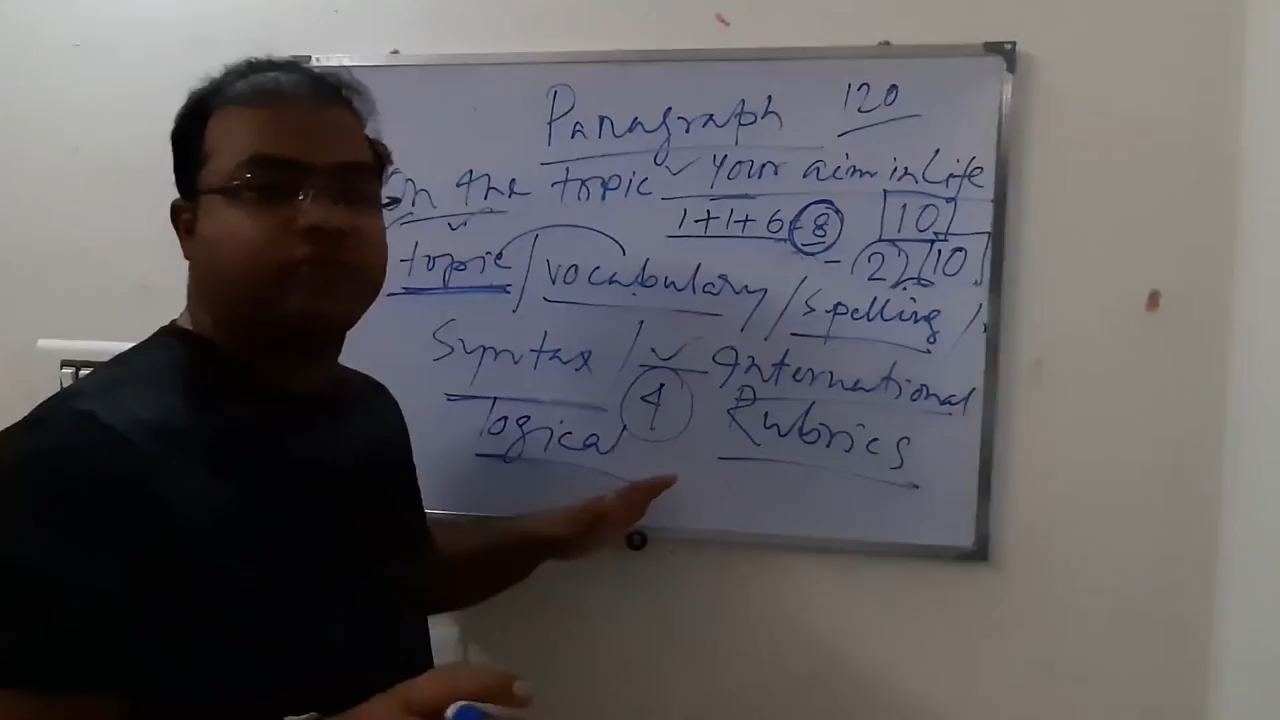 Paragraph 120
On the topic Your aim in Life
1+1+6 8 10
topic / vocabulary / Spelling /
22 10
Syntax / International
logical 4 Rubrics